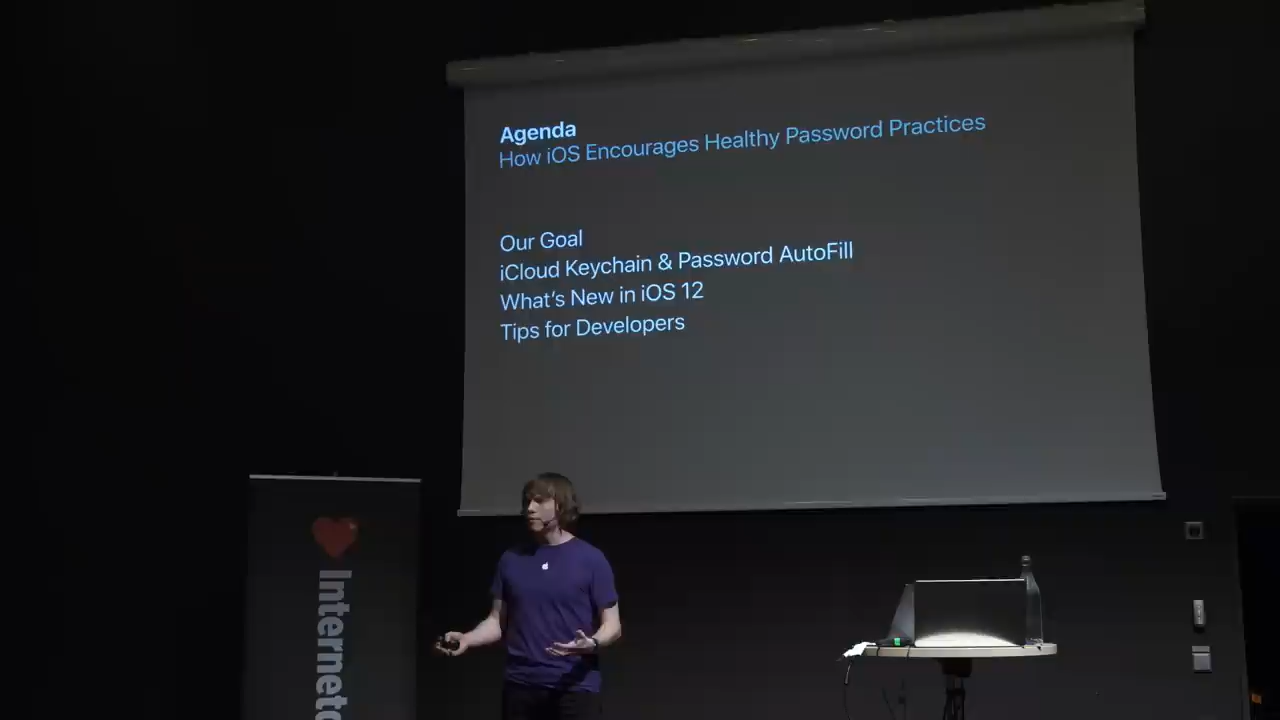 Agenda
How iOS Encourages Healthy Password Practices
Our Goal
iCloud Keychain & Password AutoFill
What's New in iOS 12
Tips for Developers
Internetd